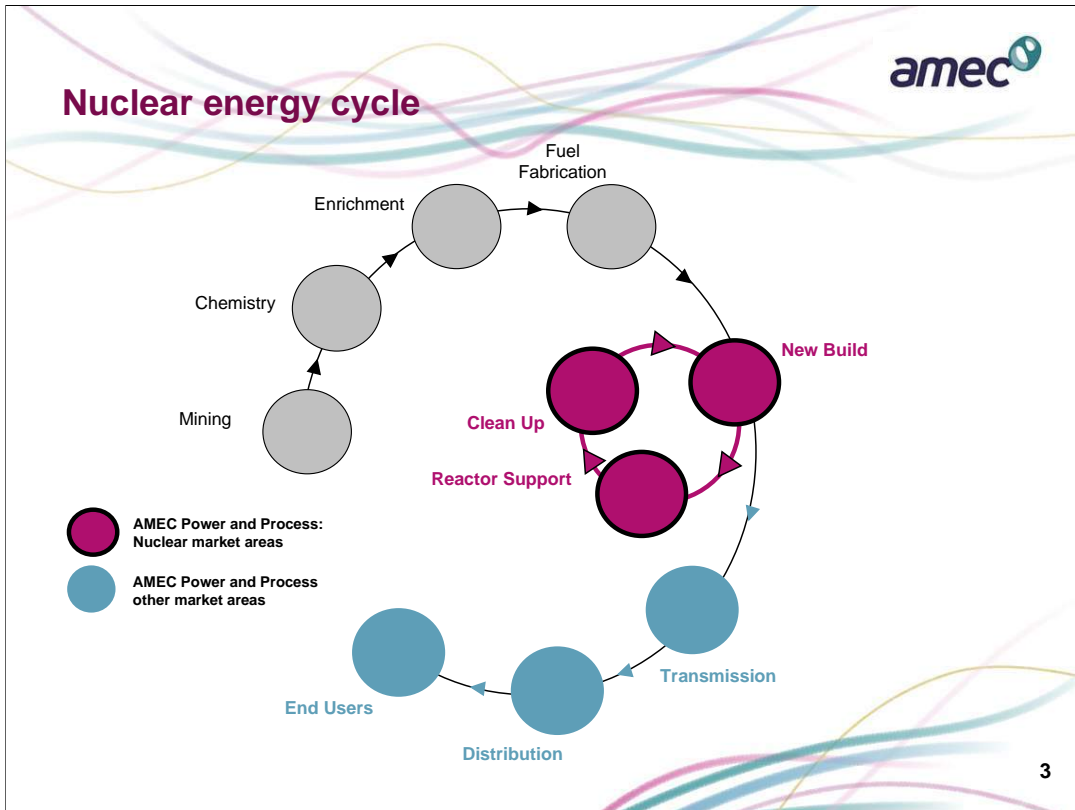 amec
Nuclear energy cycle
Fuel
Fabrication
Enrichment
Chemistry
Mining
New Build
Clean Up
Reactor Support
AMEC Power and Process:
Nuclear market areas
AMEC Power and Process
other market areas
Transmission
End Users
Distribution
3